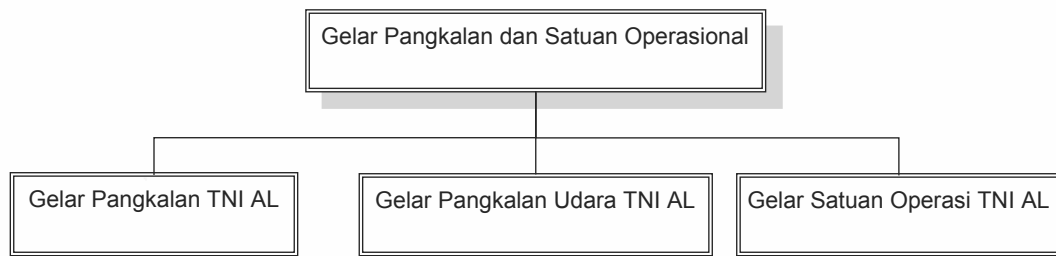 Gelar Pangkalan dan Satuan Operasional
Gelar Pangkalan TNI AL
Gelar Pangkalan Udara TNI AL
Gelar Satuan Operasi TNI AL